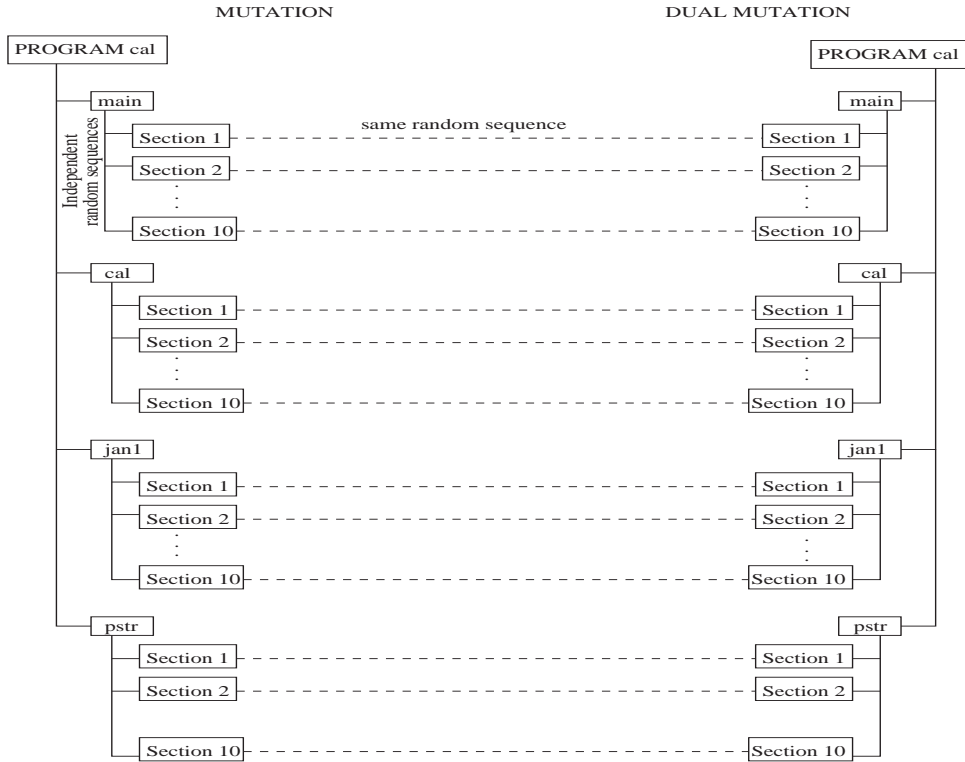 MUTATION DUAL MUTATION
PROGRAM cal PROGRAM cal
main main
Independent
random sequences
Section 1 same random sequence Section 1
Section 2 Section 2
Section 10 Section 10
cal cal
Section 1 Section 1
Section 2 Section 2
Section 10 Section 10
jan1 jan1
Section 1 Section 1
Section 2 Section 2
Section 10 Section 10
pstr pstr
Section 1 Section 1
Section 2 Section 2
Section 10 Section 10